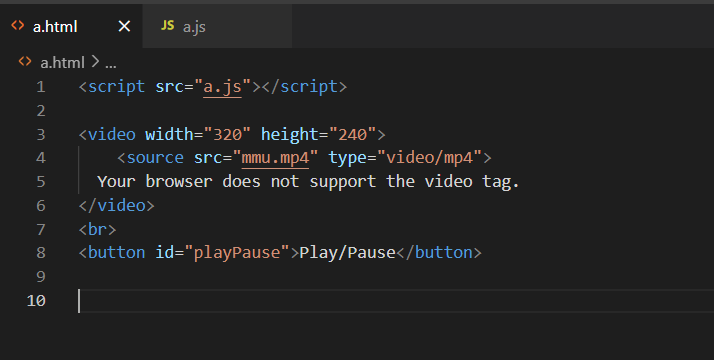 a.html
JS a.js
a.html > ...
1 <script src="a.js"></script>
2
3 <video width="320" height="240">
4     <source src="mmu.mp4" type="video/mp4">
5   Your browser does not support the video tag.
6 </video>
7 <br>
8 <button id="playPause">Play/Pause</button>
9
10